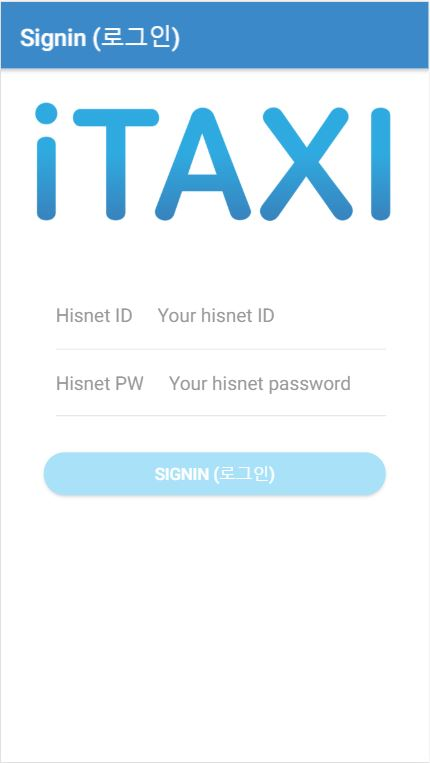 Signin (로그인)
iTAXI
Hisnet ID Your hisnet ID
Hisnet PW Your hisnet password
SIGNIN (로그인)